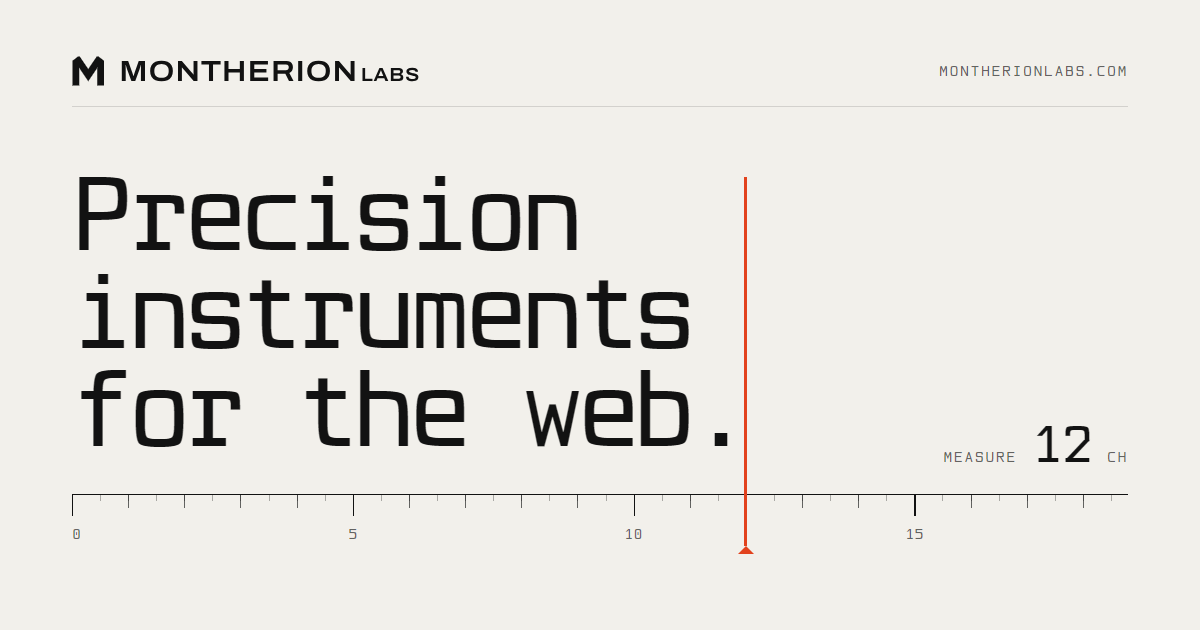 MONTHERION LABS
MONTHERIONLABS.COM
Precision
instruments
for the web.
MEASURE 12 CH
0 5 10 15